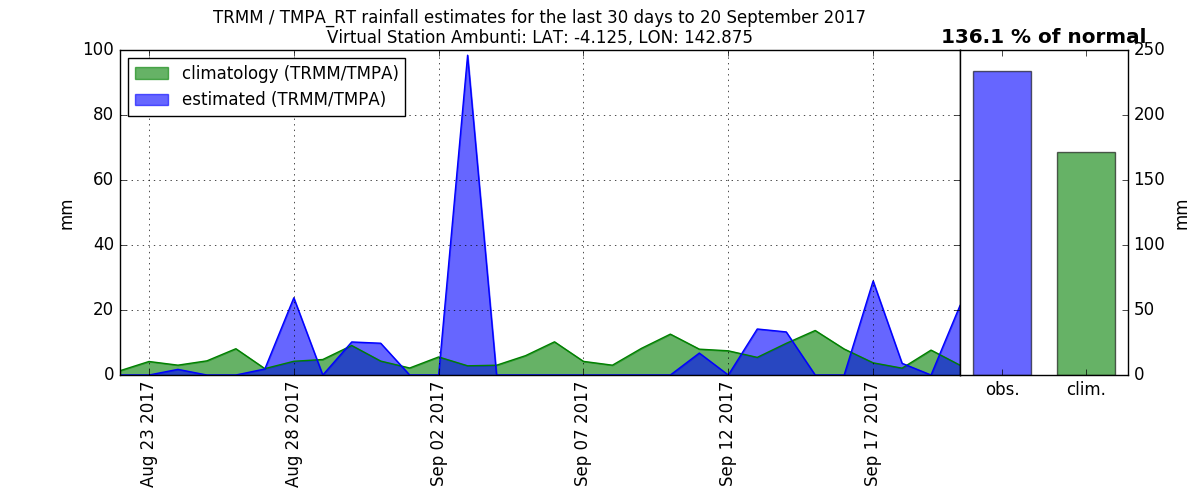 TRMM / TMPA_RT rainfall estimates for the last 30 days to 20 September 2017
Virtual Station Ambunti: LAT: -4.125, LON: 142.875
136.1 % of normal
climatology (TRMM/TMPA)
estimated (TRMM/TMPA)
mm
100
80
60
40
20
0
Aug 23 2017
Aug 28 2017
Sep 02 2017
Sep 07 2017
Sep 12 2017
Sep 17 2017
250
200
150
100
50
0
mm
obs.
clim.